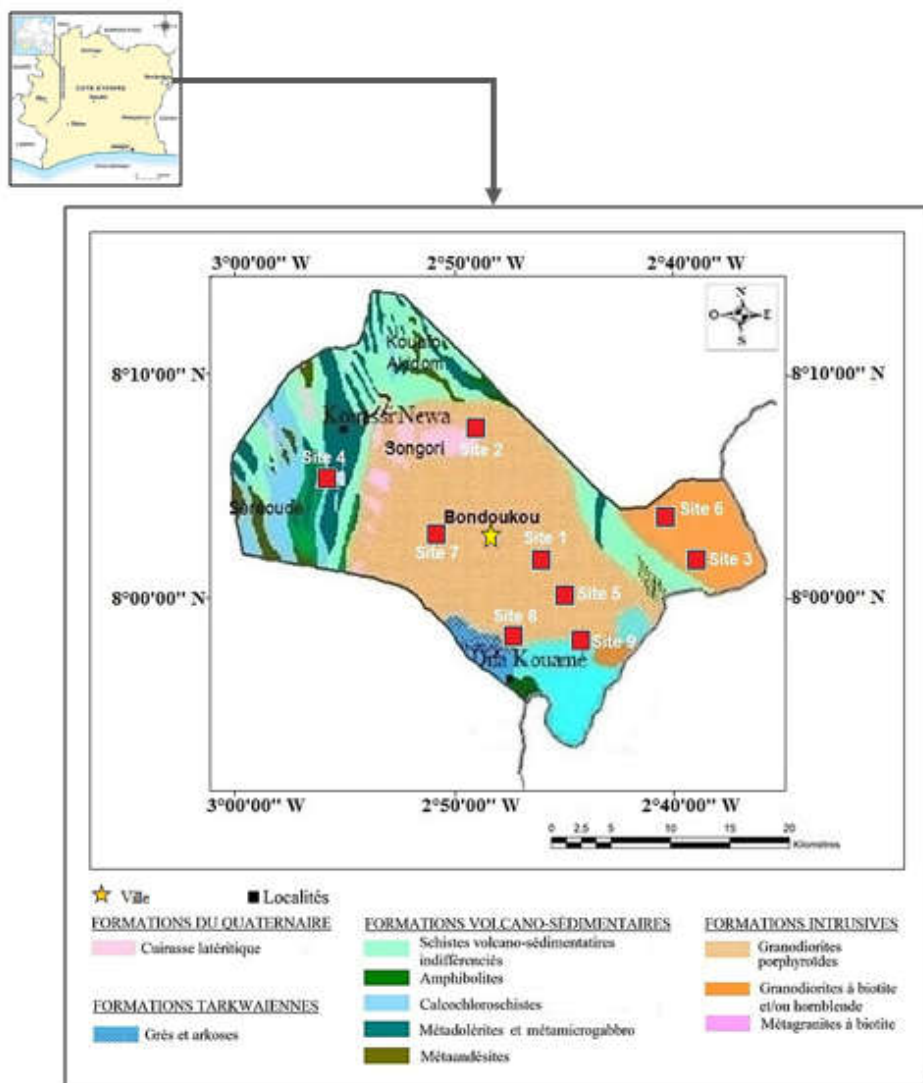 COTE D'IVOIRE
3°00'00'' W
2°50'00'' W
2°40'00'' W
N
O
E
S
8°10'00'' N
8°10'00'' N
Songori
Site 2
Site 4
Site 6
Bondoukou
Site 1
Site 7
Site 3
8°00'00'' N
8°00'00'' N
Site 5
Site 8
Site 9
Kouamé
3°00'00'' W
2°50'00'' W
2°40'00'' W
0 2.5 5 10 15 20
Kilomètres
Ville
Localités
FORMATIONS DU QUATERNAIRE
Cuirasse latéritique
FORMATIONS TARKWAIENNES
Grès et arkoses
FORMATIONS VOLCANO-SÉDIMENTAIRES
Schistes volcano-sédimentatires
indifférenciés
Amphibolites
Calcochloroschistes
Métadolérites et métamicrogabbro
Métaandésites
FORMATIONS INTRUSIVES
Granodiorites
porphyroïdes
Granodiorites à biotite
et/ou hornblende
Métagranites à biotite